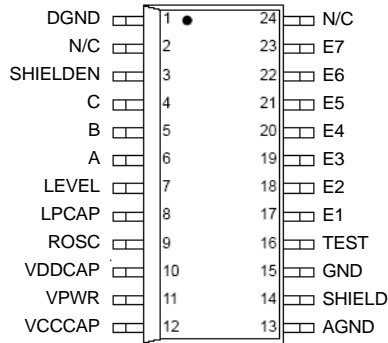 DGND 1 24 N/C
N/C 2 23 E7
SHIELDEN 3 22 E6
C 4 21 E5
B 5 20 E4
A 6 19 E3
LEVEL 7 18 E2
LPCAP 8 17 E1
ROSC 9 16 TEST
VDDCAP 10 15 GND
VPWR 11 14 SHIELD
VCCCAP 12 13 AGND